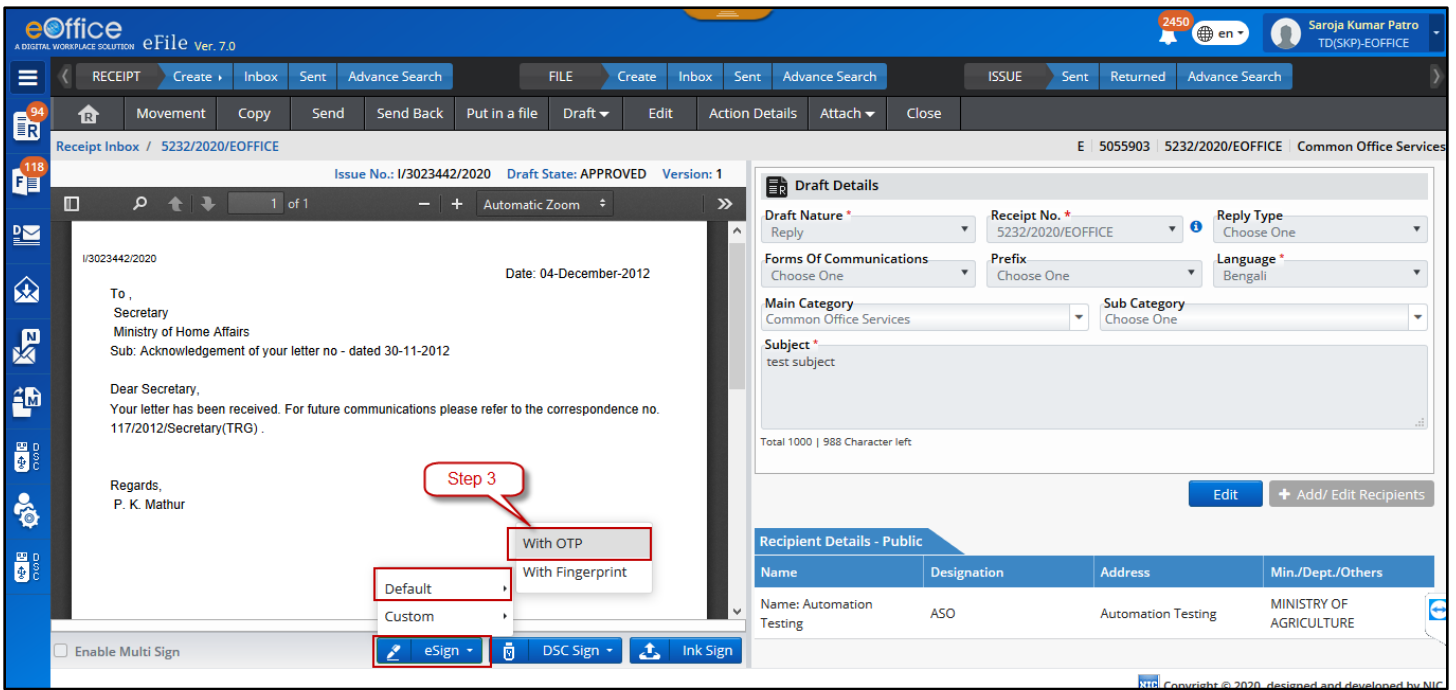 eOffice
A DIGITAL WORKPLACE SOLUTION eFile Ver. 7.0
2450
en
Saroja Kumar Patro
TD(SKP)-EOFFICE
RECEIPT Create Inbox Sent Advance Search FILE Create Inbox Sent Advance Search ISSUE Sent Returned Advance Search
94
R
R Movement Copy Send Send Back Put in a file Draft Edit Action Details Attach Close
Receipt Inbox / 5232/2020/EOFFICE E 5055903 5232/2020/EOFFICE Common Office Services
118
F
Issue No.: I/3023442/2020 Draft State: APPROVED Version: 1
1 of 1 − + Automatic Zoom »
D
N
M
DSC
DSC
I/3023442/2020
Date: 04-December-2012
To ,
Secretary
Ministry of Home Affairs
Sub: Acknowledgement of your letter no - dated 30-11-2012
Dear Secretary,
Your letter has been received. For future communications please refer to the correspondence no.
117/2012/Secretary(TRG) .
Regards,
P. K. Mathur
Step 3
With OTP
With Fingerprint
Default
Custom
Enable Multi Sign eSign DSC Sign Ink Sign
R Draft Details
Draft Nature * Receipt No. * Reply Type
Reply 5232/2020/EOFFICE Choose One
Forms Of Communications Prefix Language *
Choose One Choose One Bengali
Main Category Sub Category
Common Office Services Choose One
Subject *
test subject
Total 1000 | 988 Character left
Edit + Add/ Edit Recipients
Recipient Details - Public
Name Designation Address Min./Dept./Others
Name: Automation Testing ASO Automation Testing MINISTRY OF AGRICULTURE
NIC Copyright © 2020, designed and developed by NIC